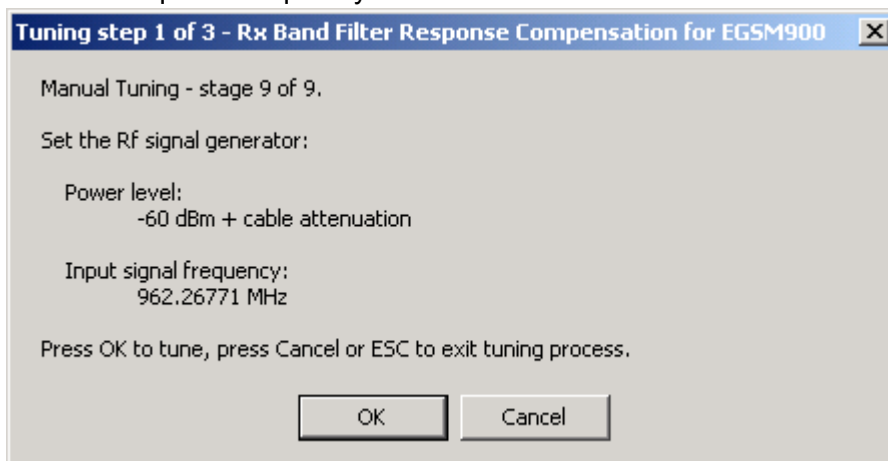 Tuning step 1 of 3 - Rx Band Filter Response Compensation for EGSM900
Manual Tuning - stage 9 of 9.
Set the Rf signal generator:
Power level:
-60 dBm + cable attenuation
Input signal frequency:
962.26771 MHz
Press OK to tune, press Cancel or ESC to exit tuning process.
OK
Cancel